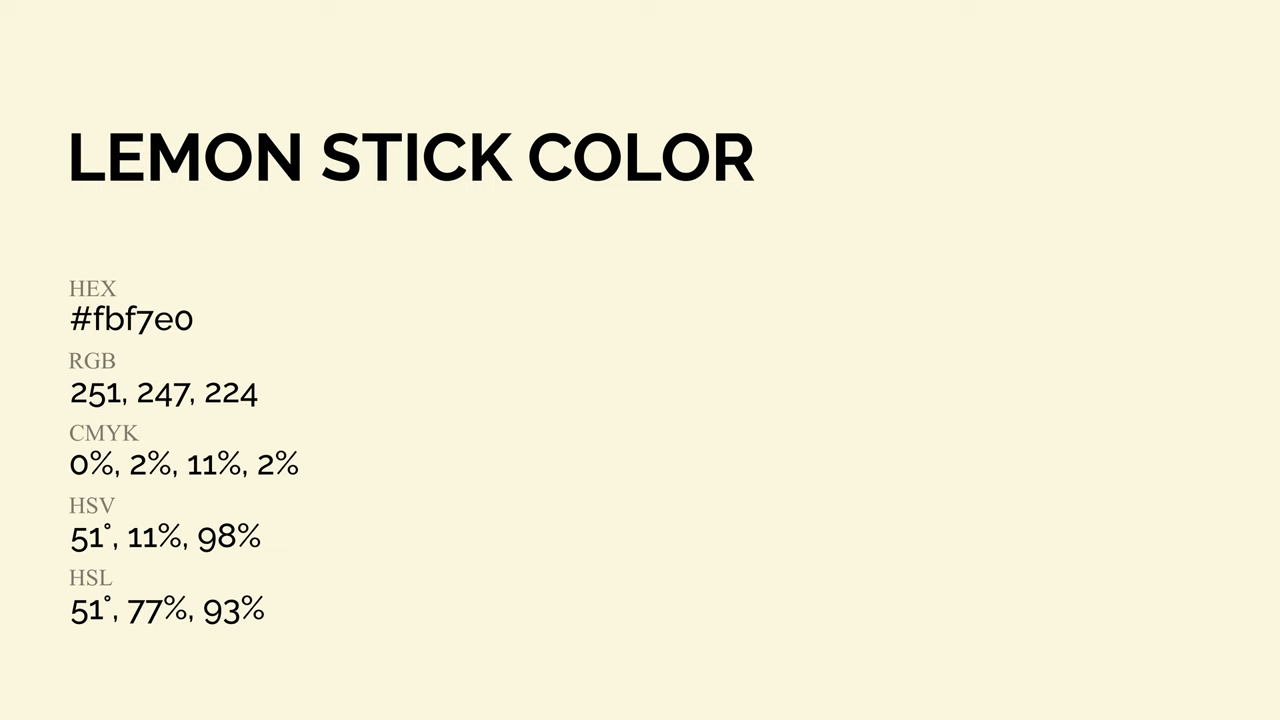 LEMON STICK COLOR
HEX
#fbf7e0
RGB
251, 247, 224
CMYK
0%, 2%, 11%, 2%
HSV
51°, 11%, 98%
HSL
51°, 77%, 93%